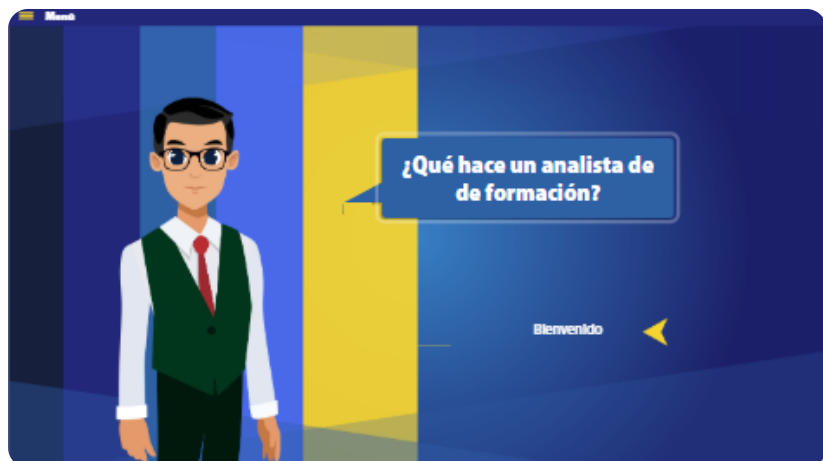 Menú
¿Qué hace un analista de
de formación?
Bienvenido